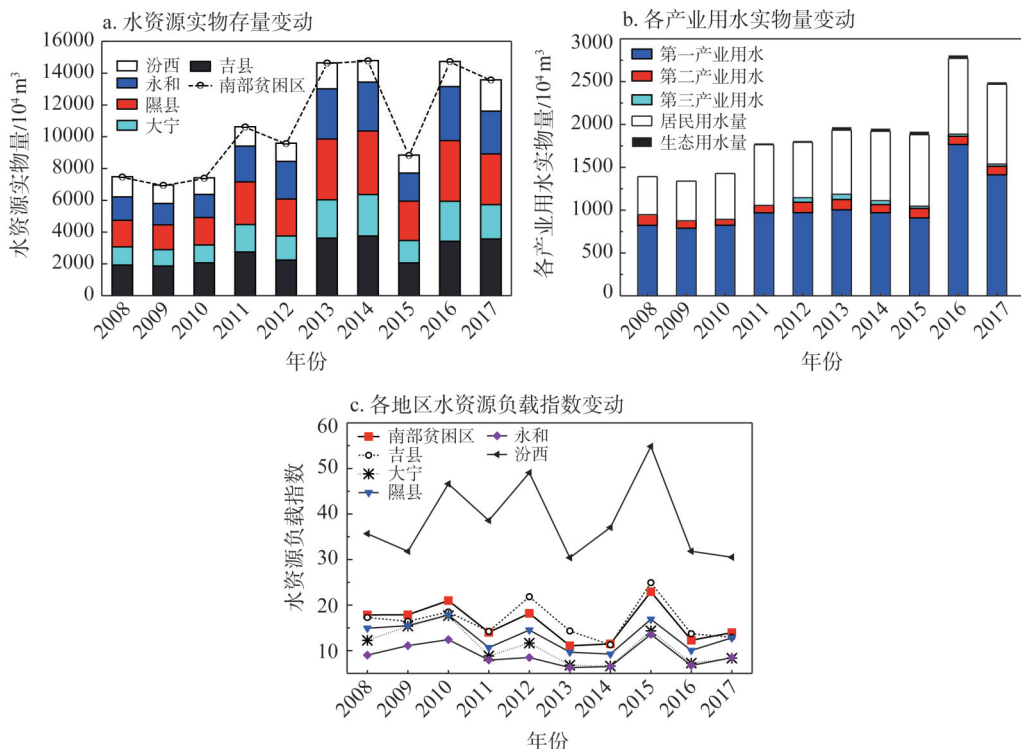 a. 水资源实物存量变动
水资源实物量/10⁴ m³
16000
14000
12000
10000
8000
6000
4000
2000
0
汾西
永和
隰县
大宁
吉县
南部贫困区
2008
2009
2010
2011
2012
2013
2014
2015
2016
2017
年份
b. 各产业用水实物量变动
各产业用水实物量/10⁴ m³
3000
2500
2000
1500
1000
500
0
第一产业用水
第二产业用水
第三产业用水
居民用水量
生态用水量
2008
2009
2010
2011
2012
2013
2014
2015
2016
2017
年份
c. 各地区水资源负载指数变动
水资源负载指数
60
50
40
30
20
10
南部贫困区
吉县
大宁
隰县
永和
汾西
2008
2009
2010
2011
2012
2013
2014
2015
2016
2017
年份